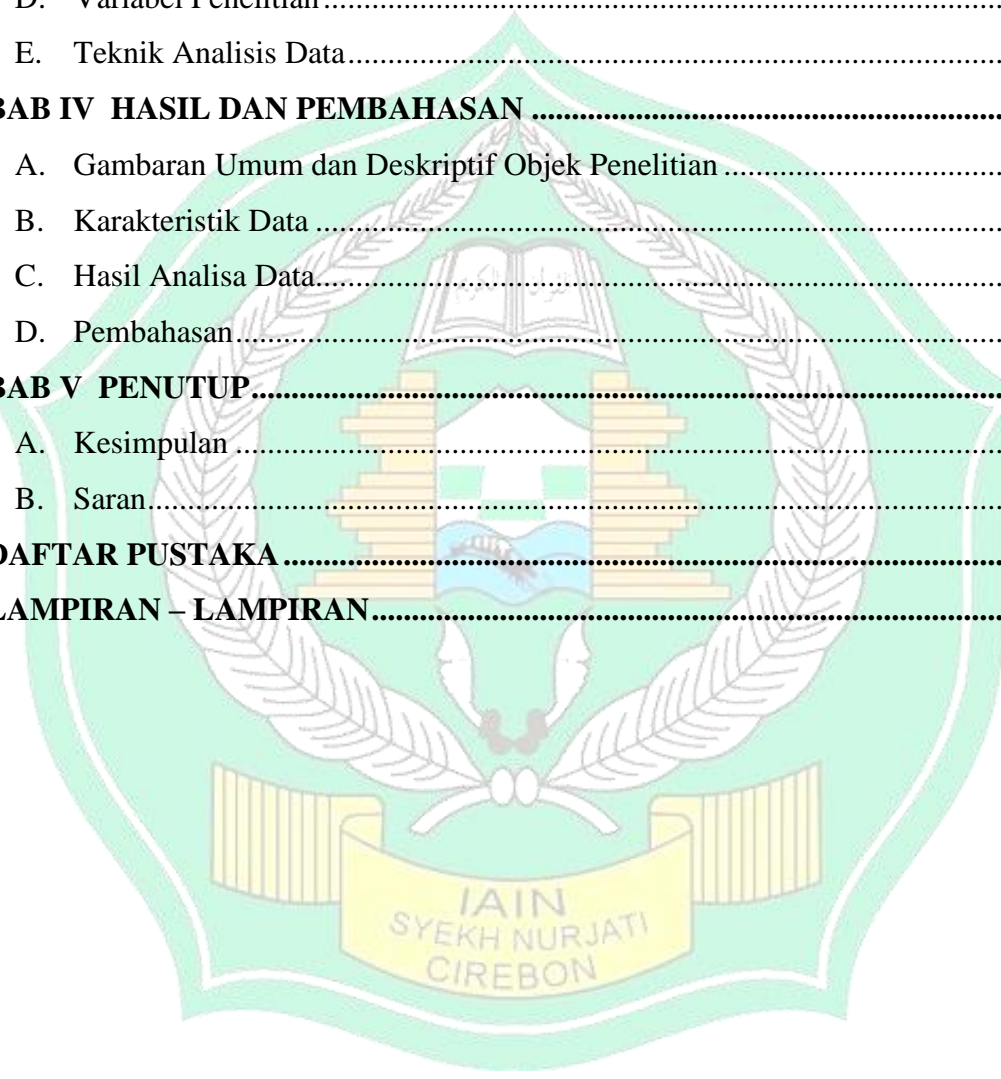 D. Variabel Penelitian................................................................
E. Teknik Analisis Data................................................................
BAB IV HASIL DAN PEMBAHASAN ................................................................
A. Gambaran Umum dan Deskriptif Objek Penelitian ................................................................
B. Karakteristik Data ................................................................
C. Hasil Analisa Data................................................................
D. Pembahasan................................................................
BAB V PENUTUP................................................................
A. Kesimpulan ................................................................
B. Saran................................................................
DAFTAR PUSTAKA ................................................................
LAMPIRAN – LAMPIRAN................................................................
IAIN
SYEKH NURJATI
CIREBON